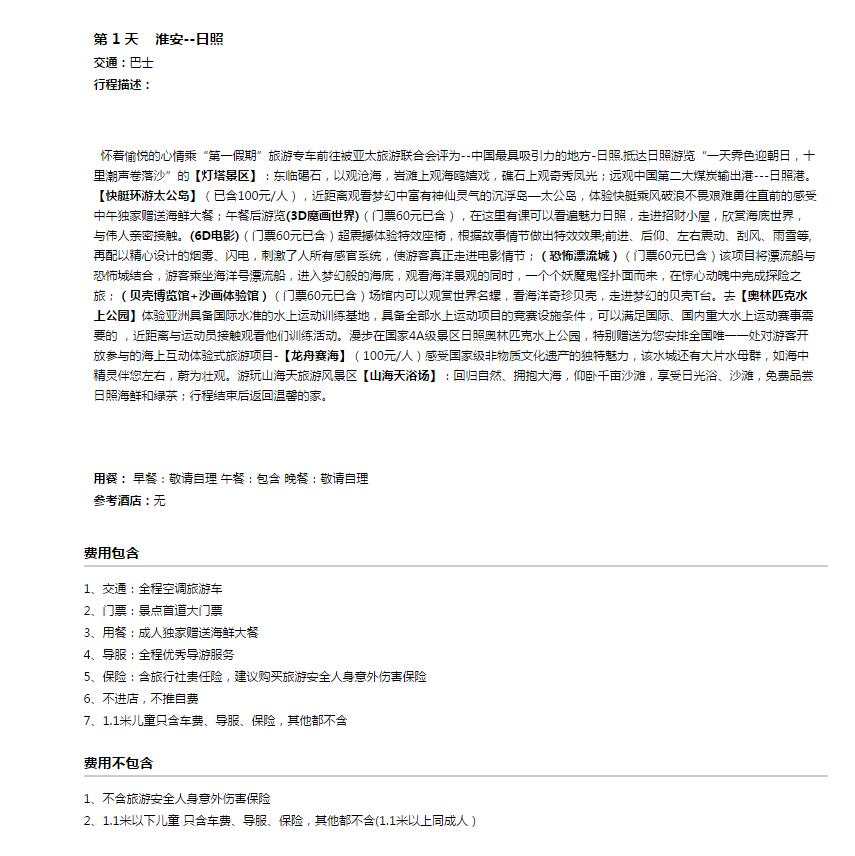 第 1 天 淮安--日照
交通：巴士
行程描述：
怀着愉悦的心情乘“第一假期”旅游专车前往被亚太旅游联合会评为--中国最具吸引力的地方-日照.抵达日照游览“一天霁色迎朝日，十
里潮声卷落沙”的【灯塔景区】：东临碣石，以观沧海，岩滩上观海鸥嬉戏，礁石上观奇秀凤光；远观中国第二大煤炭输出港---日照港。
【快艇环游太公岛】（已含100元/人），近距离观看梦幻中富有神仙灵气的沉浮岛—太公岛，体验快艇乘风破浪不畏艰难勇往直前的感受
中午独家赠送海鲜大餐；午餐后游览(3D魔画世界)（门票60元已含），在这里有课可以看遍魅力日照，走进招财小屋，欣赏海底世界，
与伟人亲密接触。(6D电影)（门票60元已含）超震撼体验特效座椅，根据故事情节做出特效效果;前进、后仰、左右震动、刮风、雨雪等,
再配以精心设计的烟雾、闪电，刺激了人所有感官系统，使游客真正走进电影情节；（恐怖漂流城）（门票60元已含）该项目将漂流船与
恐怖城结合，游客乘坐海洋号漂流船，进入梦幻般的海底，观看海洋景观的同时，一个个妖魔鬼怪扑面而来，在惊心动魄中完成探险之
旅；（贝壳博览馆+沙画体验馆）（门票60元已含）场馆内可以观赏世界名螺，看海洋奇珍贝壳，走进梦幻的贝壳T台。去【奥林匹克水
上公园】体验亚洲具备国际水准的水上运动训练基地，具备全部水上运动项目的竞赛设施条件，可以满足国际、国内重大水上运动赛事需
要的 ，近距离与运动员接触观看他们训练活动。漫步在国家4A级景区日照奥林匹克水上公园，特别赠送为您安排全国唯一一处对游客开
放参与的海上互动体验式旅游项目-【龙舟赛海】（100元/人）感受国家级非物质文化遗产的独特魅力，该水城还有大片水母群，如海中
精灵伴您左右，蔚为壮观。游玩山海天旅游风景区【山海天浴场】：回归自然、拥抱大海，仰卧千亩沙滩，享受日光浴、沙滩，免费品尝
日照海鲜和绿茶；行程结束后返回温馨的家。
用餐： 早餐：敬请自理 午餐：包含 晚餐：敬请自理
参考酒店：无
费用包含
1、交通：全程空调旅游车
2、门票：景点首道大门票
3、用餐：成人独家赠送海鲜大餐
4、导服：全程优秀导游服务
5、保险：含旅行社责任险，建议购买旅游安全人身意外伤害保险
6、不进店，不推自费
7、1.1米儿童只含车费、导服、保险，其他都不含
费用不包含
1、不含旅游安全人身意外伤害保险
2、1.1米以下儿童 只含车费、导服、保险，其他都不含(1.1米以上同成人 )